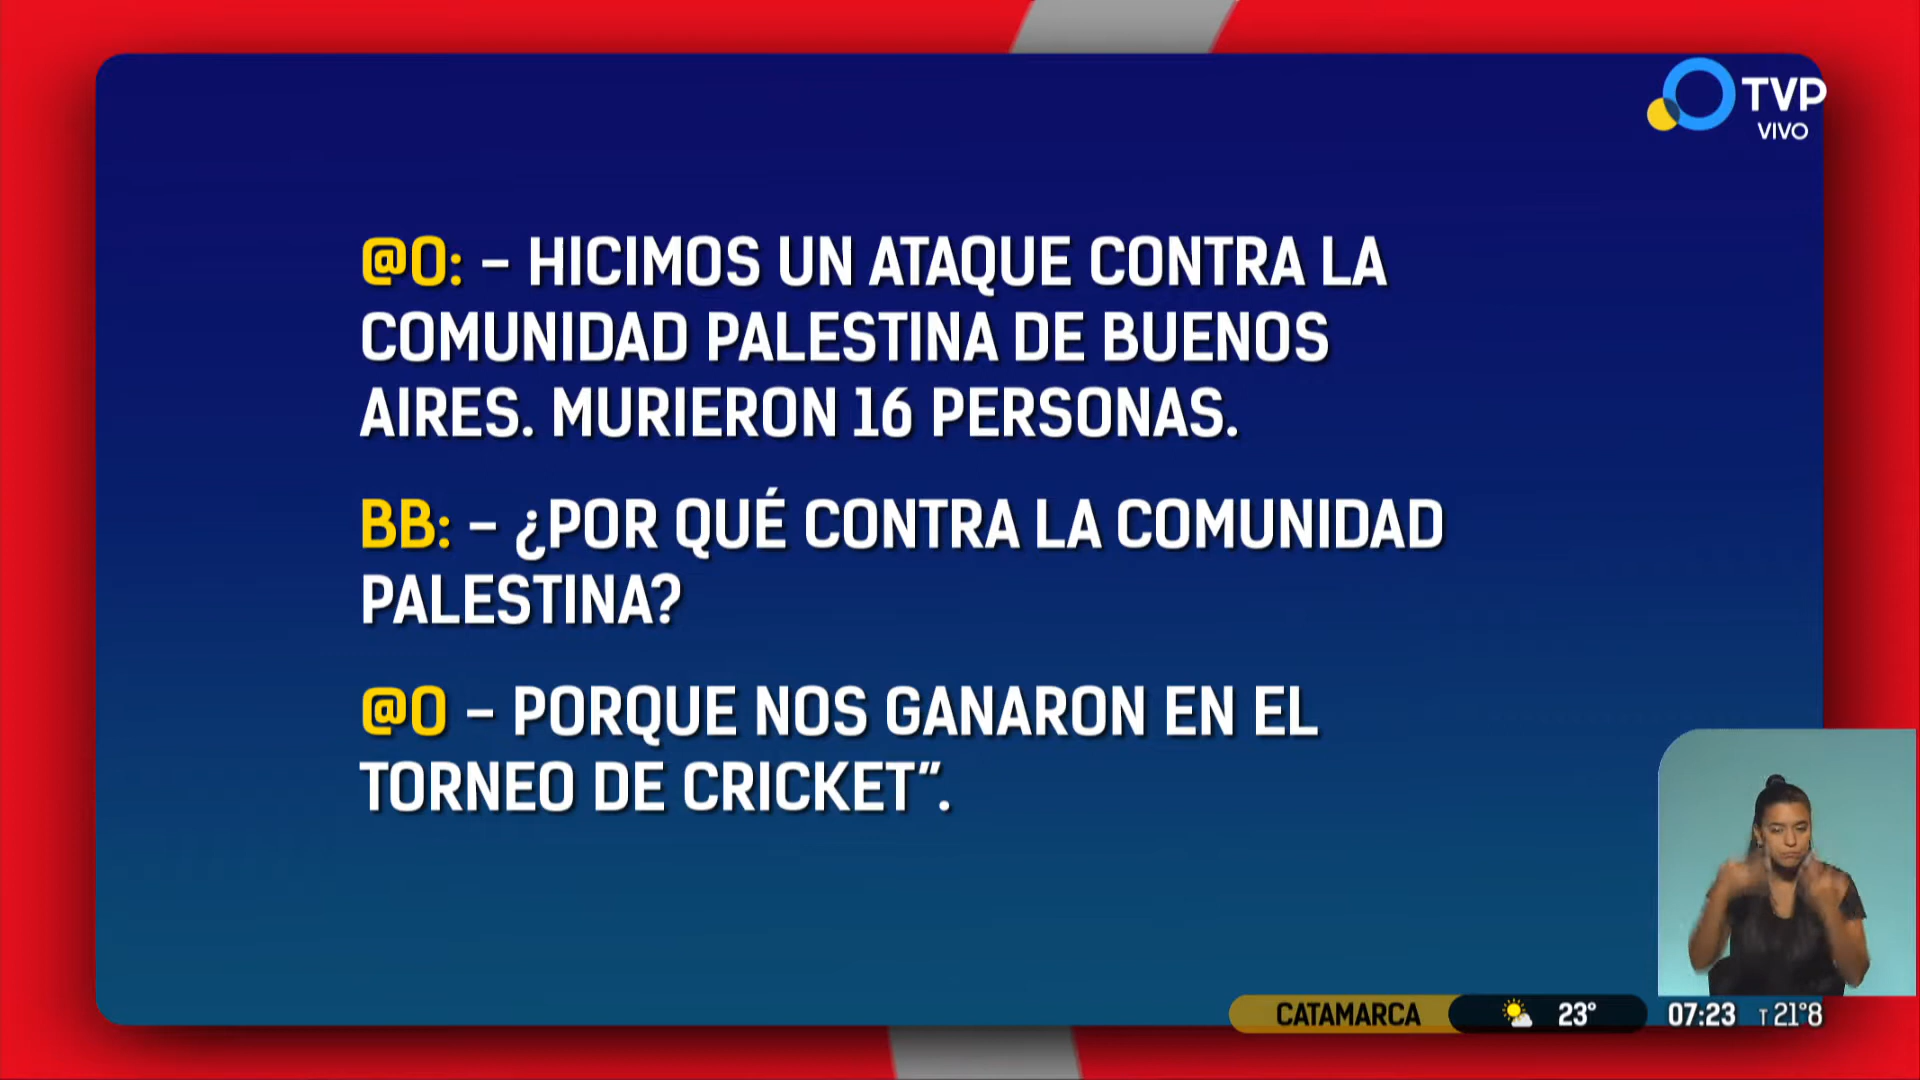 TVP
VIVO
@O: – HICIMOS UN ATAQUE CONTRA LA
COMUNIDAD PALESTINA DE BUENOS
AIRES. MURIERON 16 PERSONAS.
BB: – ¿POR QUÉ CONTRA LA COMUNIDAD
PALESTINA?
@O – PORQUE NOS GANARON EN EL
TORNEO DE CRICKET”.
CATAMARCA 23° 07:23 T 21°8